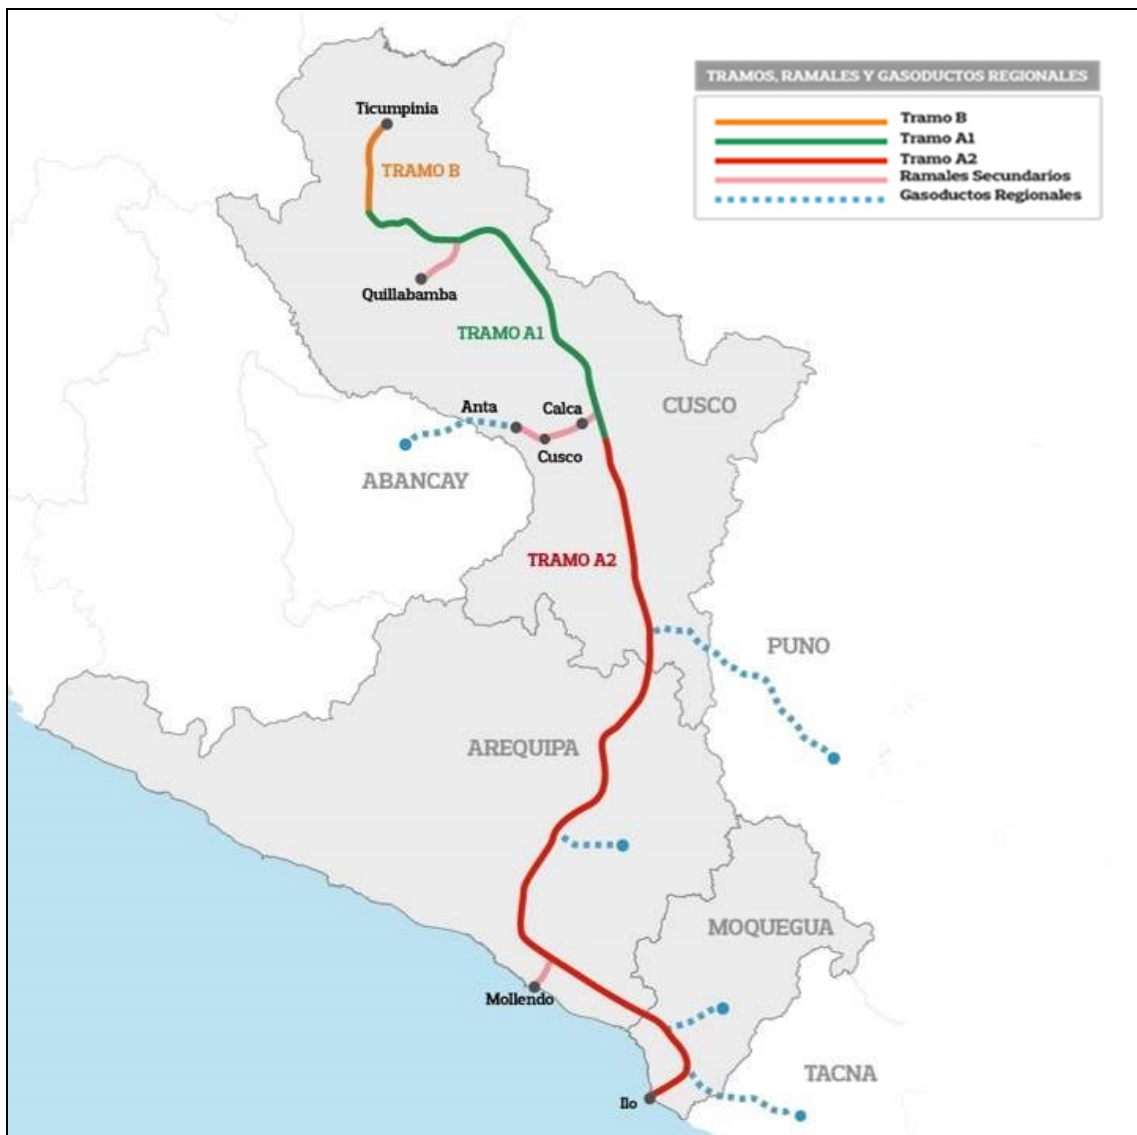 TRAMOS, RAMALES Y GASODUCTOS REGIONALES
Tramo B
Tramo A1
Tramo A2
Ramales Secundarios
Gasoductos Regionales
Ticumpinia
TRAMO B
Quillabamba
TRAMO A1
Anta
Calca
CUSCO
Cusco
ABANCAY
TRAMO A2
PUNO
AREQUIPA
MOQUEGUA
Mollendo
TACNA
Ilo